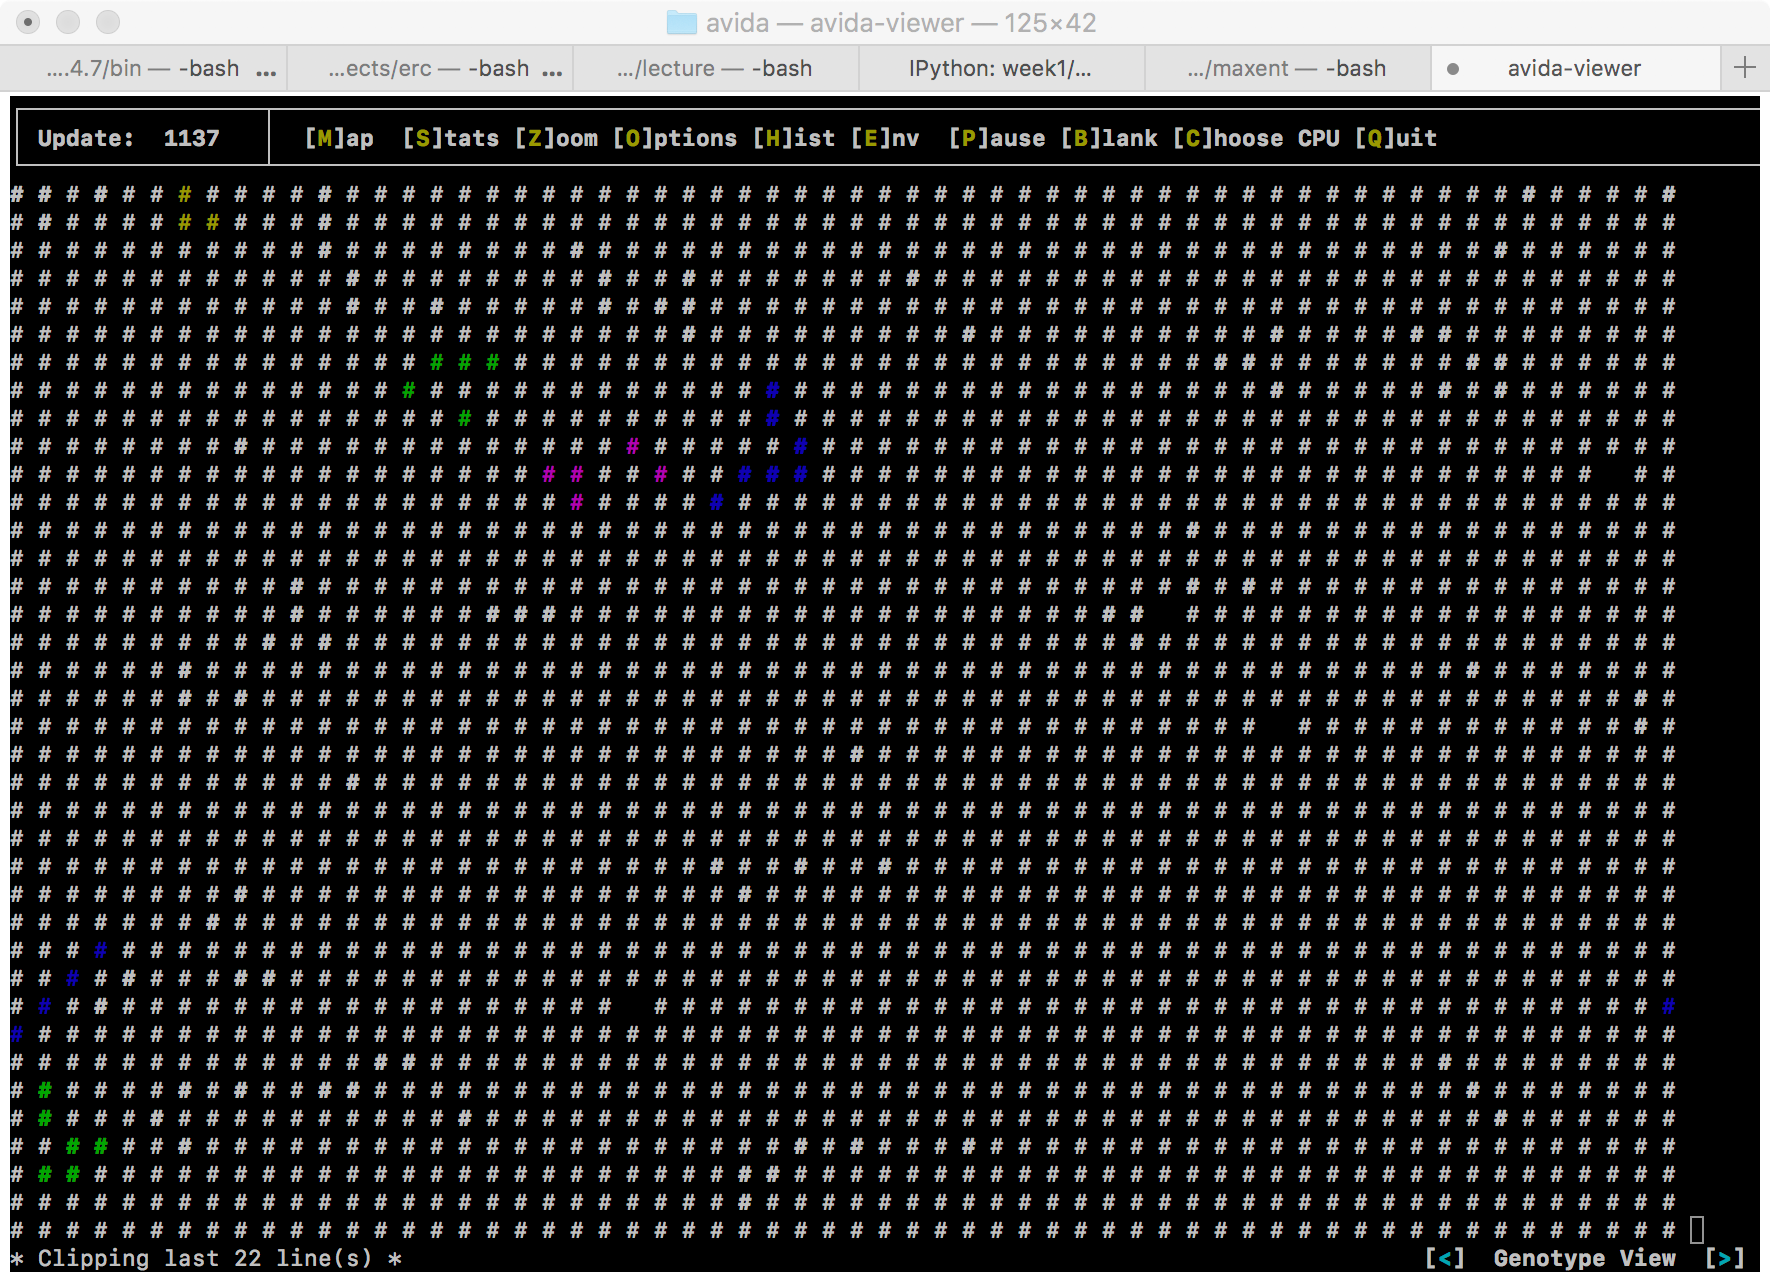 avida — avida-viewer — 125×42
....4.7/bin — -bash ... ...ects/erc — -bash ... .../lecture — -bash IPython: week1/... .../maxent — -bash avida-viewer +
Update: 1137 [M]ap [S]tats [Z]oom [O]ptions [H]ist [E]nv [P]ause [B]lank [C]hoose CPU [Q]uit
# # # # # # # # # # # # # # # # # # # # # # # # # # # # # # # # # # # # # # # # # # # # # # # # # # # # # # # # # # # #
# # # # # # # # # # # # # # # # # # # # # # # # # # # # # # # # # # # # # # # # # # # # # # # # # # # # # # # # # # # #
# # # # # # # # # # # # # # # # # # # # # # # # # # # # # # # # # # # # # # # # # # # # # # # # # # # # # # # # # # # #
# # # # # # # # # # # # # # # # # # # # # # # # # # # # # # # # # # # # # # # # # # # # # # # # # # # # # # # # # # # #
# # # # # # # # # # # # # # # # # # # # # # # # # # # # # # # # # # # # # # # # # # # # # # # # # # # # # # # # # # # #
# # # # # # # # # # # # # # # # # # # # # # # # # # # # # # # # # # # # # # # # # # # # # # # # # # # # # # # # # # # #
# # # # # # # # # # # # # # # # # # # # # # # # # # # # # # # # # # # # # # # # # # # # # # # # # # # # # # # # # # # #
# # # # # # # # # # # # # # # # # # # # # # # # # # # # # # # # # # # # # # # # # # # # # # # # # # # # # # # # # # # #
# # # # # # # # # # # # # # # # # # # # # # # # # # # # # # # # # # # # # # # # # # # # # # # # # # # # # # # # # # # #
# # # # # # # # # # # # # # # # # # # # # # # # # # # # # # # # # # # # # # # # # # # # # # # # # # # # # # # # # # # #
# # # # # # # # # # # # # # # # # # # # # # # # # # # # # # # # # # # # # # # # # # # # # # # # # # # # # # # # #   # #
# # # # # # # # # # # # # # # # # # # # # # # # # # # # # # # # # # # # # # # # # # # # # # # # # # # # # # # # # # # #
# # # # # # # # # # # # # # # # # # # # # # # # # # # # # # # # # # # # # # # # # # # # # # # # # # # # # # # # # # # #
# # # # # # # # # # # # # # # # # # # # # # # # # # # # # # # # # # # # # # # # # # # # # # # # # # # # # # # # # # # #
# # # # # # # # # # # # # # # # # # # # # # # # # # # # # # # # # # # # # # # # # # # # # # # # # # # # # # # # # # # #
# # # # # # # # # # # # # # # # # # # # # # # # # # # # # # # # # # # # # # # # #   # # # # # # # # # # # # # # # # # #
# # # # # # # # # # # # # # # # # # # # # # # # # # # # # # # # # # # # # # # # # # # # # # # # # # # # # # # # # # # #
# # # # # # # # # # # # # # # # # # # # # # # # # # # # # # # # # # # # # # # # # # # # # # # # # # # # # # # # # # # #
# # # # # # # # # # # # # # # # # # # # # # # # # # # # # # # # # # # # # # # # # # # # # # # # # # # # # # # # # # # #
# # # # # # # # # # # # # # # # # # # # # # # # # # # # # # # # # # # # # # # # # # # # #   # # # # # # # # # # # # # #
# # # # # # # # # # # # # # # # # # # # # # # # # # # # # # # # # # # # # # # # # # # # # # # # # # # # # # # # # # # #
# # # # # # # # # # # # # # # # # # # # # # # # # # # # # # # # # # # # # # # # # # # # # # # # # # # # # # # # # # # #
# # # # # # # # # # # # # # # # # # # # # # # # # # # # # # # # # # # # # # # # # # # # # # # # # # # # # # # # # # # #
# # # # # # # # # # # # # # # # # # # # # # # # # # # # # # # # # # # # # # # # # # # # # # # # # # # # # # # # # # # #
# # # # # # # # # # # # # # # # # # # # # # # # # # # # # # # # # # # # # # # # # # # # # # # # # # # # # # # # # # # #
# # # # # # # # # # # # # # # # # # # # # # # # # # # # # # # # # # # # # # # # # # # # # # # # # # # # # # # # # # # #
# # # # # # # # # # # # # # # # # # # # # # # # # # # # # # # # # # # # # # # # # # # # # # # # # # # # # # # # # # # #
# # # # # # # # # # # # # # # # # # # # # # # # # # # # # # # # # # # # # # # # # # # # # # # # # # # # # # # # # # # #
# # # # # # # # # # # # # # # # # # # # # # # # # # # # # # # # # # # # # # # # # # # # # # # # # # # # # # # # # # # #
# # # # # # # # # # # # # # # # # # # # # #   # # # # # # # # # # # # # # # # # # # # # # # # # # # # # # # # # # # # #
# # # # # # # # # # # # # # # # # # # # # # # # # # # # # # # # # # # # # # # # # # # # # # # # # # # # # # # # # # # #
# # # # # # # # # # # # # # # # # # # # # # # # # # # # # # # # # # # # # # # # # # # # # # # # # # # # # # # # # # # #
# # # # # # # # # # # # # # # # # # # # # # # # # # # # # # # # # # # # # # # # # # # # # # # # # # # # # # # # # # # #
# # # # # # # # # # # # # # # # # # # # # # # # # # # # # # # # # # # # # # # # # # # # # # # # # # # # # # # # # # # #
# # # # # # # # # # # # # # # # # # # # # # # # # # # # # # # # # # # # # # # # # # # # # # # # # # # # # # # # # # # #
# # # # # # # # # # # # # # # # # # # # # # # # # # # # # # # # # # # # # # # # # # # # # # # # # # # # # # # # # # # #
# # # # # # # # # # # # # # # # # # # # # # # # # # # # # # # # # # # # # # # # # # # # # # # # # # # # # # # # # # # #
# # # # # # # # # # # # # # # # # # # # # # # # # # # # # # # # # # # # # # # # # # # # # # # # # # # # # # # # # # # #
* Clipping last 22 line(s) * [<] Genotype View [>]